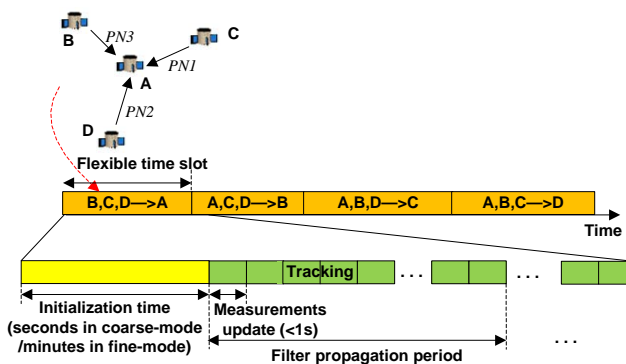 B
PN3
C
A
PN1
PN2
D
Flexible time slot
B,C,D—>A
A,C,D—>B
A,B,D—>C
A,B,C—>D
Time
Tracking
...
...
Initialization time
(seconds in coarse-mode
/minutes in fine-mode)
Measurements
update (<1s)
Filter propagation period
...